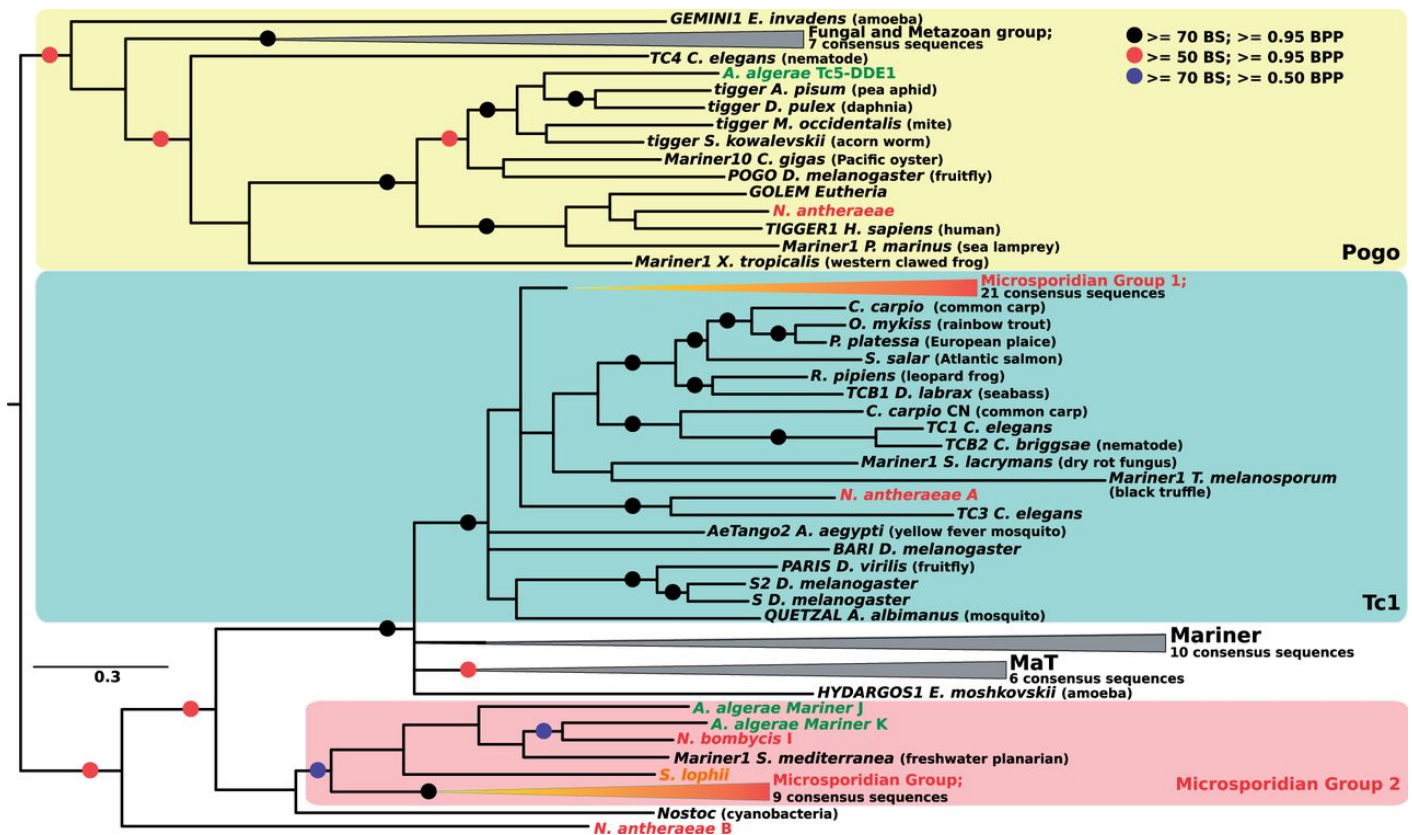 GEMINI1 E. invadens (amoeba)
Fungal and Metazoan group;
7 consensus sequences
TC4 C. elegans (nematode)
A. algerae Tc5-DDE1
tigger A. pisum (pea aphid)
tigger D. pulex (daphnia)
tigger M. occidentalis (mite)
tigger S. kowalevskii (acorn worm)
Mariner10 C. gigas (Pacific oyster)
POGO D. melanogaster (fruitfly)
GOLEM Eutheria
N. antheraeae
TIGGER1 H. sapiens (human)
Mariner1 P. marinus (sea lamprey)
Mariner1 X. tropicalis (western clawed frog)
Pogo
>= 70 BS; >= 0.95 BPP
>= 50 BS; >= 0.95 BPP
>= 70 BS; >= 0.50 BPP
Microsporidian Group 1;
21 consensus sequences
C. carpio (common carp)
O. mykiss (rainbow trout)
P. platessa (European plaice)
S. salar (Atlantic salmon)
R. pipiens (leopard frog)
TCB1 D. labrax (seabass)
C. carpio CN (common carp)
TC1 C. elegans
TCB2 C. briggsae (nematode)
Mariner1 S. lacrymans (dry rot fungus)
Mariner1 T. melanosporum
(black truffle)
N. antheraeae A
TC3 C. elegans
AeTango2 A. aegypti (yellow fever mosquito)
BARI D. melanogaster
PARIS D. virilis (fruitfly)
S2 D. melanogaster
S D. melanogaster
QUETZAL A. albimanus (mosquito)
Tc1
Mariner
10 consensus sequences
MaT
6 consensus sequences
HYDARGOS1 E. moshkovskii (amoeba)
0.3
A. algerae Mariner J
A. algerae Mariner K
N. bombycis I
Mariner1 S. mediterranea (freshwater planarian)
S. lophii
Microsporidian Group;
9 consensus sequences
Microsporidian Group 2
Nostoc (cyanobacteria)
N. antheraeae B